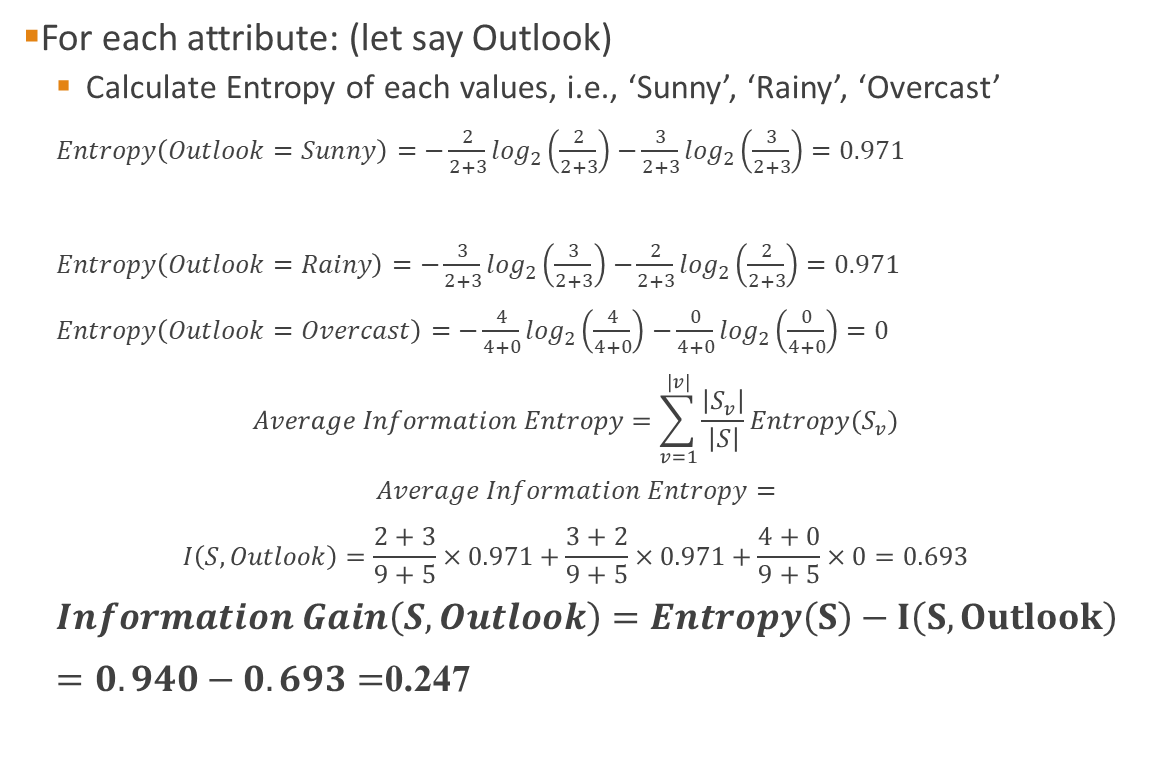 ▪For each attribute: (let say Outlook)
▪ Calculate Entropy of each values, i.e., ‘Sunny’, ‘Rainy’, ‘Overcast’
Entropy(Outlook = Sunny) = −2/(2+3) log₂(2/(2+3)) − 3/(2+3) log₂(3/(2+3)) = 0.971
Entropy(Outlook = Rainy) = −3/(2+3) log₂(3/(2+3)) − 2/(2+3) log₂(2/(2+3)) = 0.971
Entropy(Outlook = Overcast) = −4/(4+0) log₂(4/(4+0)) − 0/(4+0) log₂(0/(4+0)) = 0
Average Information Entropy = ∑_{v=1}^{|v|} |Sᵥ|/|S| Entropy(Sᵥ)
Average Information Entropy =
I(S, Outlook) = (2 + 3)/(9 + 5) × 0.971 + (3 + 2)/(9 + 5) × 0.971 + (4 + 0)/(9 + 5) × 0 = 0.693
Information Gain(S, Outlook) = Entropy(S) − I(S, Outlook)
= 0.940 − 0.693 =0.247